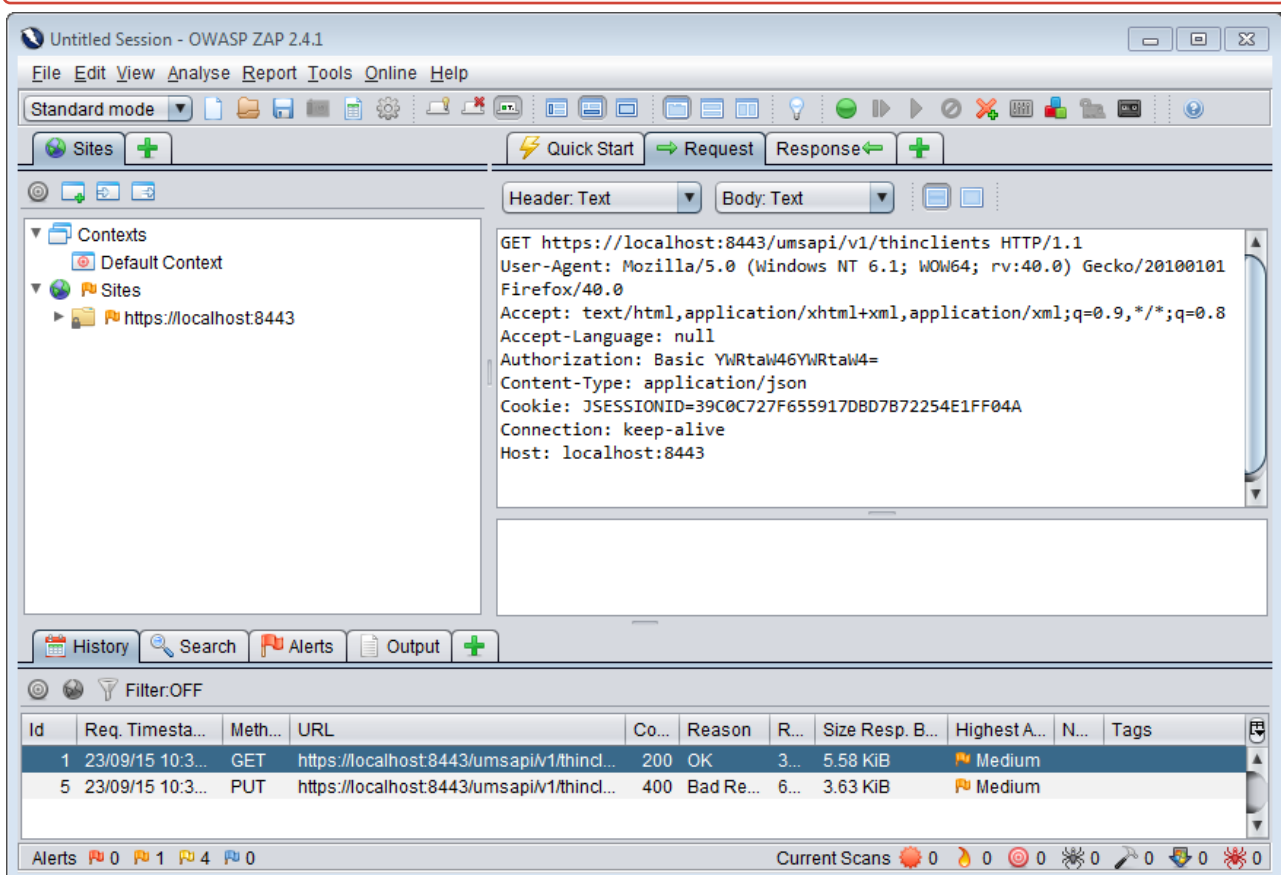 Untitled Session - OWASP ZAP 2.4.1
File Edit View Analyse Report Tools Online Help
Standard mode
Sites
Quick Start Request Response
Header: Text Body: Text
Contexts
Default Context
Sites
https://localhost:8443
GET https://localhost:8443/umsapi/v1/thinclients HTTP/1.1
User-Agent: Mozilla/5.0 (Windows NT 6.1; WOW64; rv:40.0) Gecko/20100101
Firefox/40.0
Accept: text/html,application/xhtml+xml,application/xml;q=0.9,*/*;q=0.8
Accept-Language: null
Authorization: Basic YWRtaW46YWRtaW4=
Content-Type: application/json
Cookie: JSESSIONID=39C0C727F655917DBD7B72254E1FF04A
Connection: keep-alive
Host: localhost:8443
History Search Alerts Output
Filter:OFF
Id Req. Timesta... Meth... URL Co... Reason R... Size Resp. B... Highest A... N... Tags
1 23/09/15 10:3... GET https://localhost:8443/umsapi/v1/thincl... 200 OK 3... 5.58 KiB Medium
5 23/09/15 10:3... PUT https://localhost:8443/umsapi/v1/thincl... 400 Bad Re... 6... 3.63 KiB Medium
Alerts 0 1 4 0 Current Scans 0 0 0 0 0 0 0